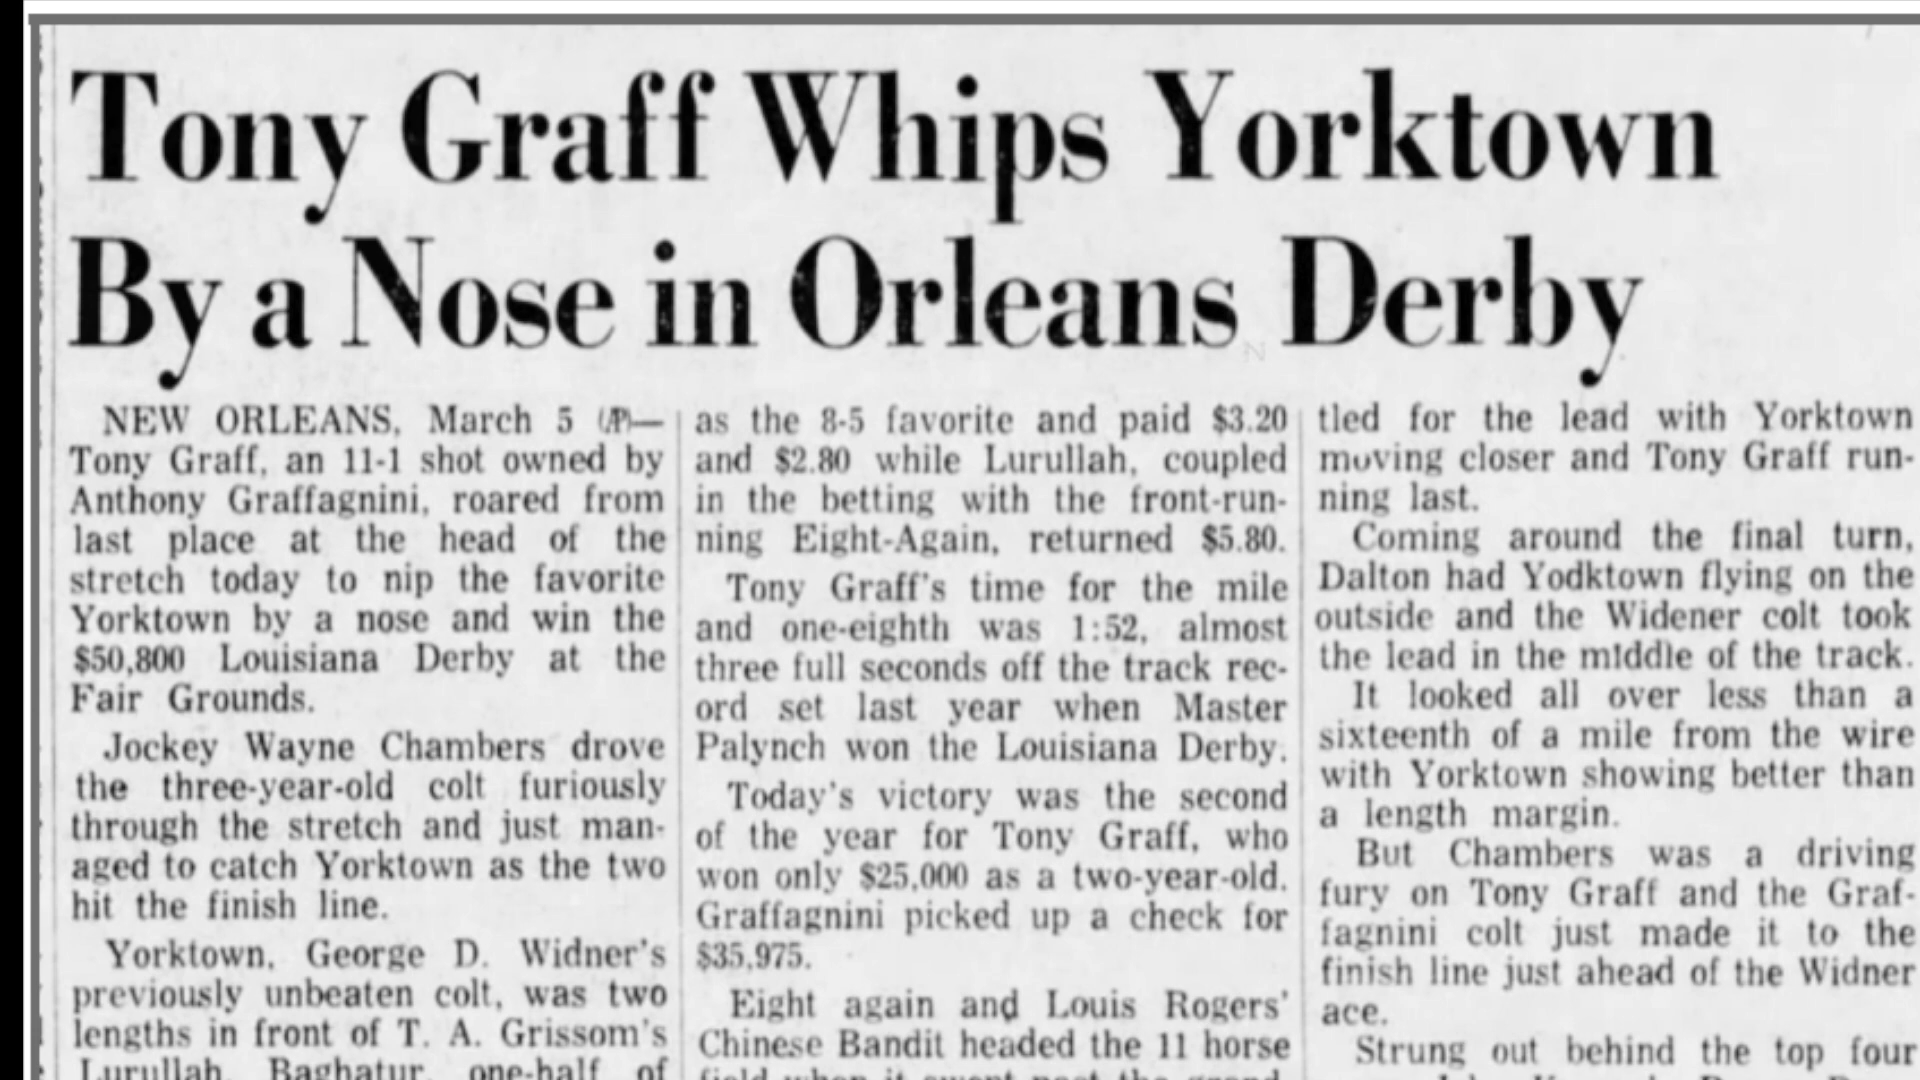 Tony Graff Whips Yorktown
By a Nose in Orleans Derby
NEW ORLEANS, March 5 (AP)—
Tony Graff, an 11-1 shot owned by
Anthony Graffagnini, roared from
last place at the head of the
stretch today to nip the favorite
Yorktown by a nose and win the
$50,800 Louisiana Derby at the
Fair Grounds.
Jockey Wayne Chambers drove
the three-year-old colt furiously
through the stretch and just man-
aged to catch Yorktown as the two
hit the finish line.
Yorktown, George D. Widner's
previously unbeaten colt, was two
lengths in front of T. A. Grissom's
Lurullah. Baghatur, one-half of
as the 8-5 favorite and paid $3.20
and $2.80 while Lurullah, coupled
in the betting with the front-run-
ning Eight-Again, returned $5.80.
Tony Graff's time for the mile
and one-eighth was 1:52, almost
three full seconds off the track rec-
ord set last year when Master
Palynch won the Louisiana Derby.
Today's victory was the second
of the year for Tony Graff, who
won only $25,000 as a two-year-old.
Graffagnini picked up a check for
$35,975.
Eight again and Louis Rogers'
Chinese Bandit headed the 11 horse
field when it swept past the grand-
tled for the lead with Yorktown
moving closer and Tony Graff run-
ning last.
Coming around the final turn,
Dalton had Yodktown flying on the
outside and the Widener colt took
the lead in the middle of the track.
It looked all over less than a
sixteenth of a mile from the wire
with Yorktown showing better than
a length margin.
But Chambers was a driving
fury on Tony Graff and the Graf-
fagnini colt just made it to the
finish line just ahead of the Widner
ace.
Strung out behind the top four